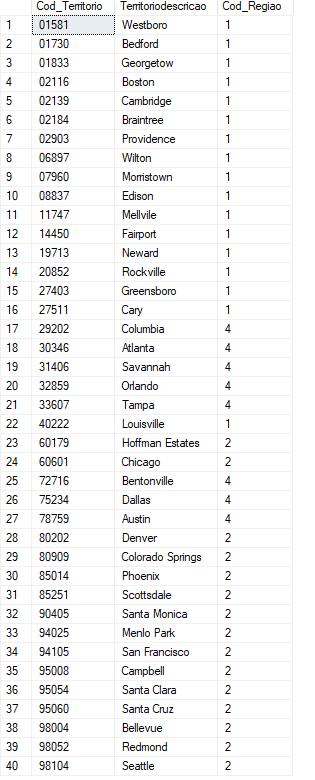 Cod_Territorio Territoriodescricao Cod_Regiao
1 01581 Westboro 1
2 01730 Bedford 1
3 01833 Georgetow 1
4 02116 Boston 1
5 02139 Cambridge 1
6 02184 Braintree 1
7 02903 Providence 1
8 06897 Wilton 1
9 07960 Morristown 1
10 08837 Edison 1
11 11747 Mellvile 1
12 14450 Fairport 1
13 19713 Neward 1
14 20852 Rockville 1
15 27403 Greensboro 1
16 27511 Cary 1
17 29202 Columbia 4
18 30346 Atlanta 4
19 31406 Savannah 4
20 32859 Orlando 4
21 33607 Tampa 4
22 40222 Louisville 1
23 60179 Hoffman Estates 2
24 60601 Chicago 2
25 72716 Bentonville 4
26 75234 Dallas 4
27 78759 Austin 4
28 80202 Denver 2
29 80909 Colorado Springs 2
30 85014 Phoenix 2
31 85251 Scottsdale 2
32 90405 Santa Monica 2
33 94025 Menlo Park 2
34 94105 San Francisco 2
35 95008 Campbell 2
36 95054 Santa Clara 2
37 95060 Santa Cruz 2
38 98004 Bellevue 2
39 98052 Redmond 2
40 98104 Seattle 2